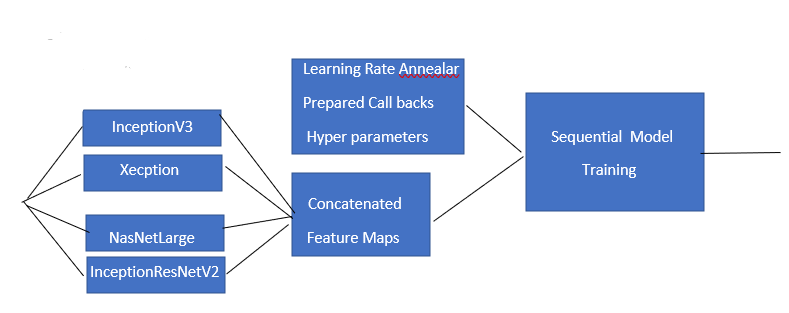 Learning Rate Annealar
Prepared Call backs
Hyper parameters
InceptionV3
Xecption
NasNetLarge
InceptionResNetV2
Concatenated
Feature Maps
Sequential Model
Training